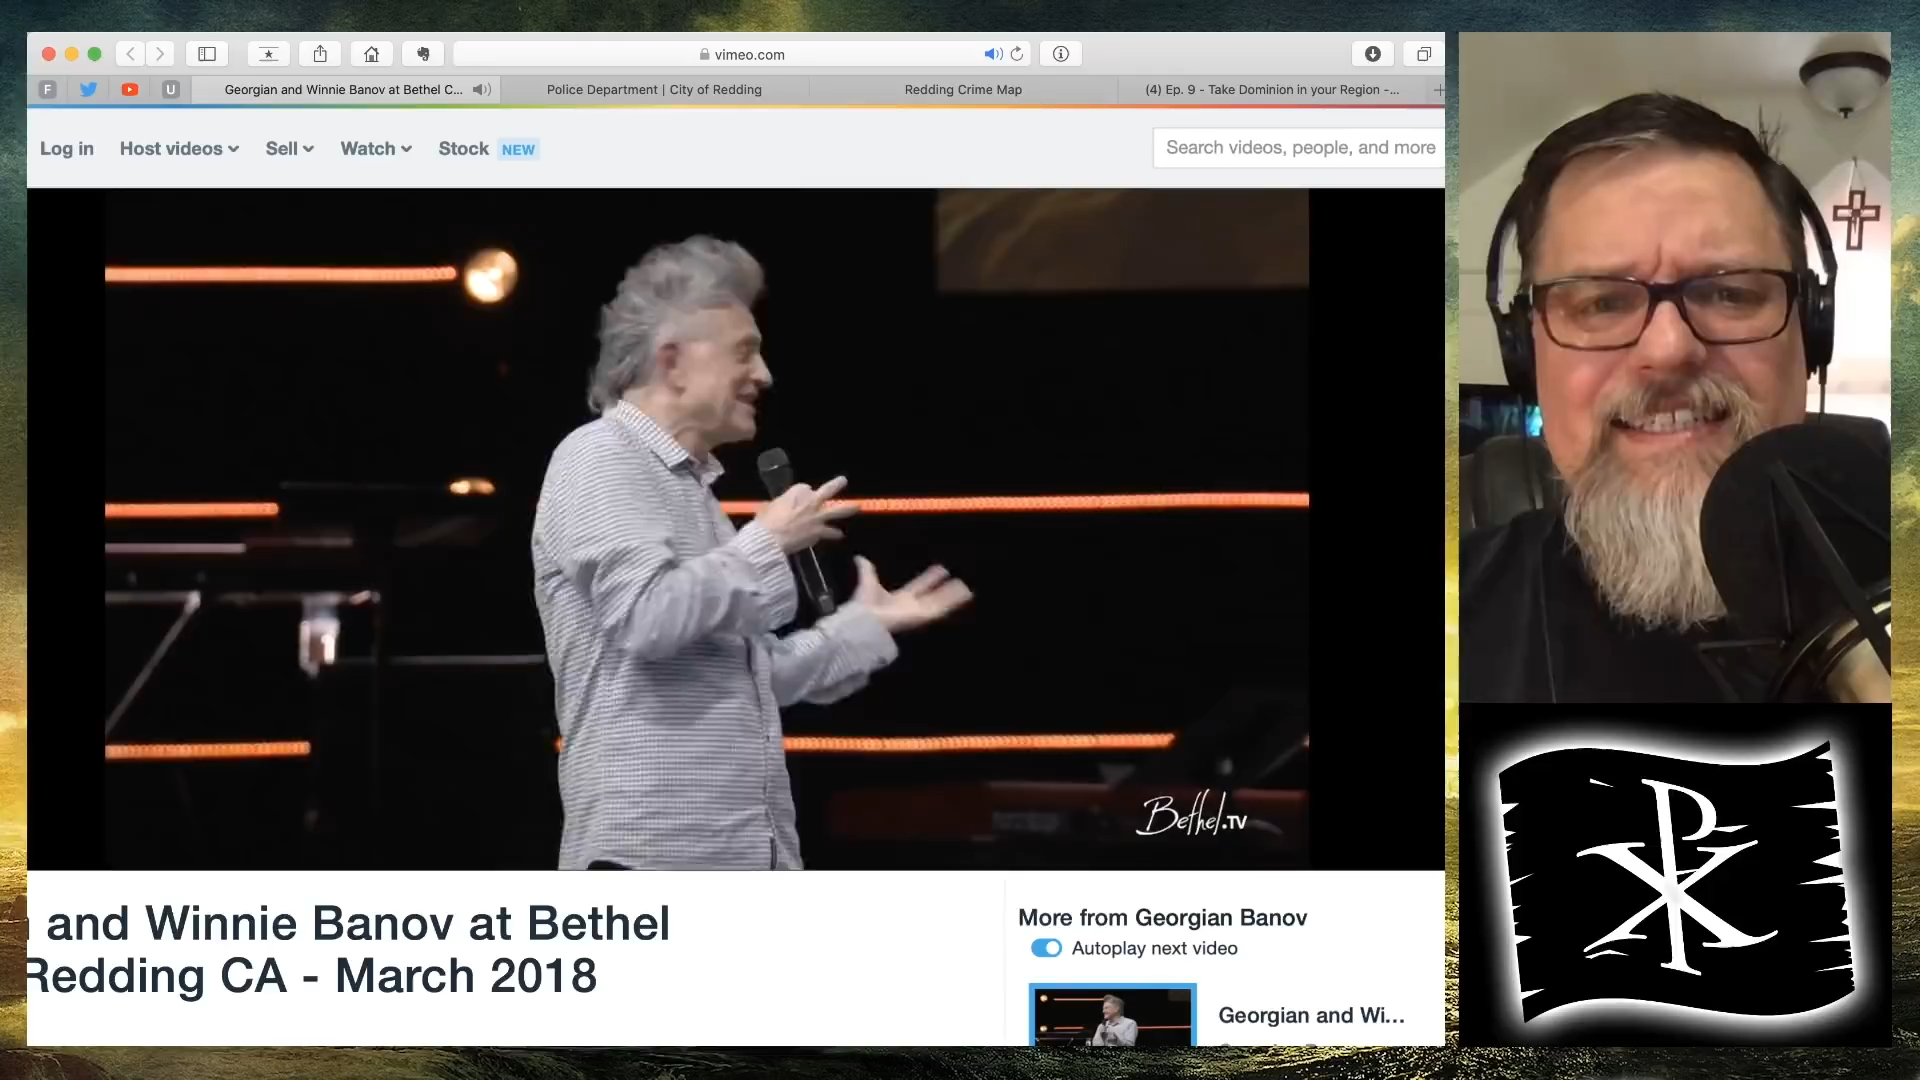 vimeo.com
F
U
Georgian and Winnie Banov at Bethel C...
Police Department | City of Redding
Redding Crime Map
(4) Ep. 9 - Take Dominion in your Region -...
Log in
Host videos
Sell
Watch
Stock NEW
Search videos, people, and more
Bethel.TV
and Winnie Banov at Bethel
Redding CA - March 2018
More from Georgian Banov
Autoplay next video
Georgian and Wi...